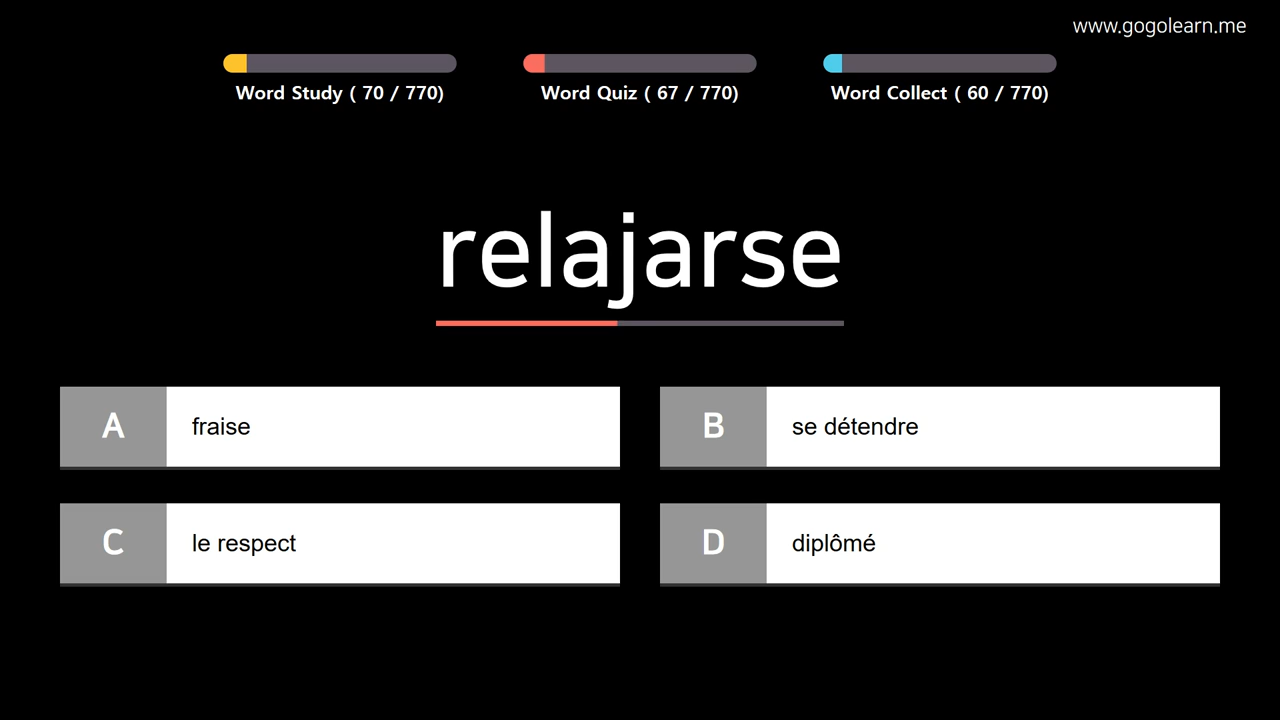 www.gogolearn.me
Word Study ( 70 / 770)
Word Quiz ( 67 / 770)
Word Collect ( 60 / 770)
relajarse
A fraise
B se détendre
C le respect
D diplômé